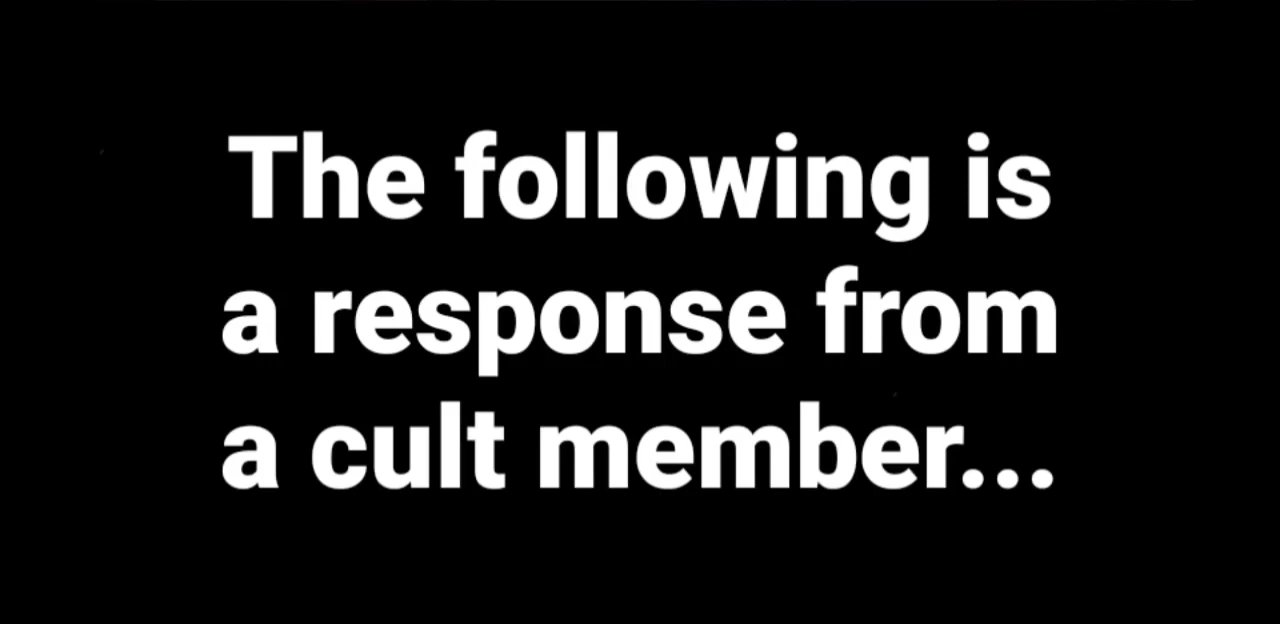 The following is
a response from
a cult member...